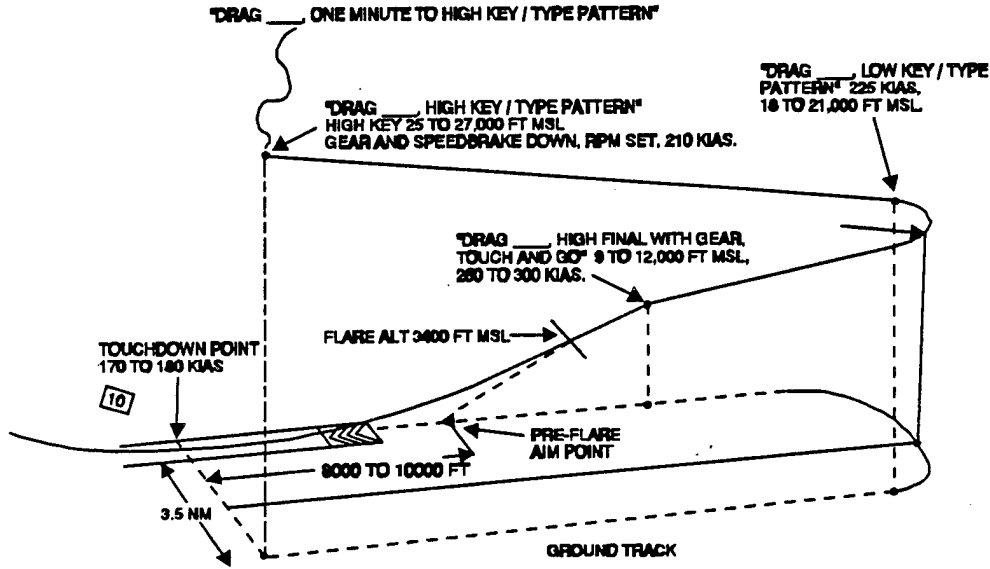 "DRAG ___, ONE MINUTE TO HIGH KEY / TYPE PATTERN"
"DRAG ___, LOW KEY / TYPE
PATTERN" 225 KIAS,
18 TO 21,000 FT MSL.
"DRAG ___, HIGH KEY / TYPE PATTERN"
HIGH KEY 25 TO 27,000 FT MSL
GEAR AND SPEEDBRAKE DOWN, RPM SET, 210 KIAS.
"DRAG ___, HIGH FINAL WITH GEAR,
TOUCH AND GO" 9 TO 12,000 FT MSL,
260 TO 300 KIAS.
FLARE ALT 3400 FT MSL
TOUCHDOWN POINT
170 TO 180 KIAS
10
PRE-FLARE
AIM POINT
8000 TO 10000 FT
3.5 NM
GROUND TRACK